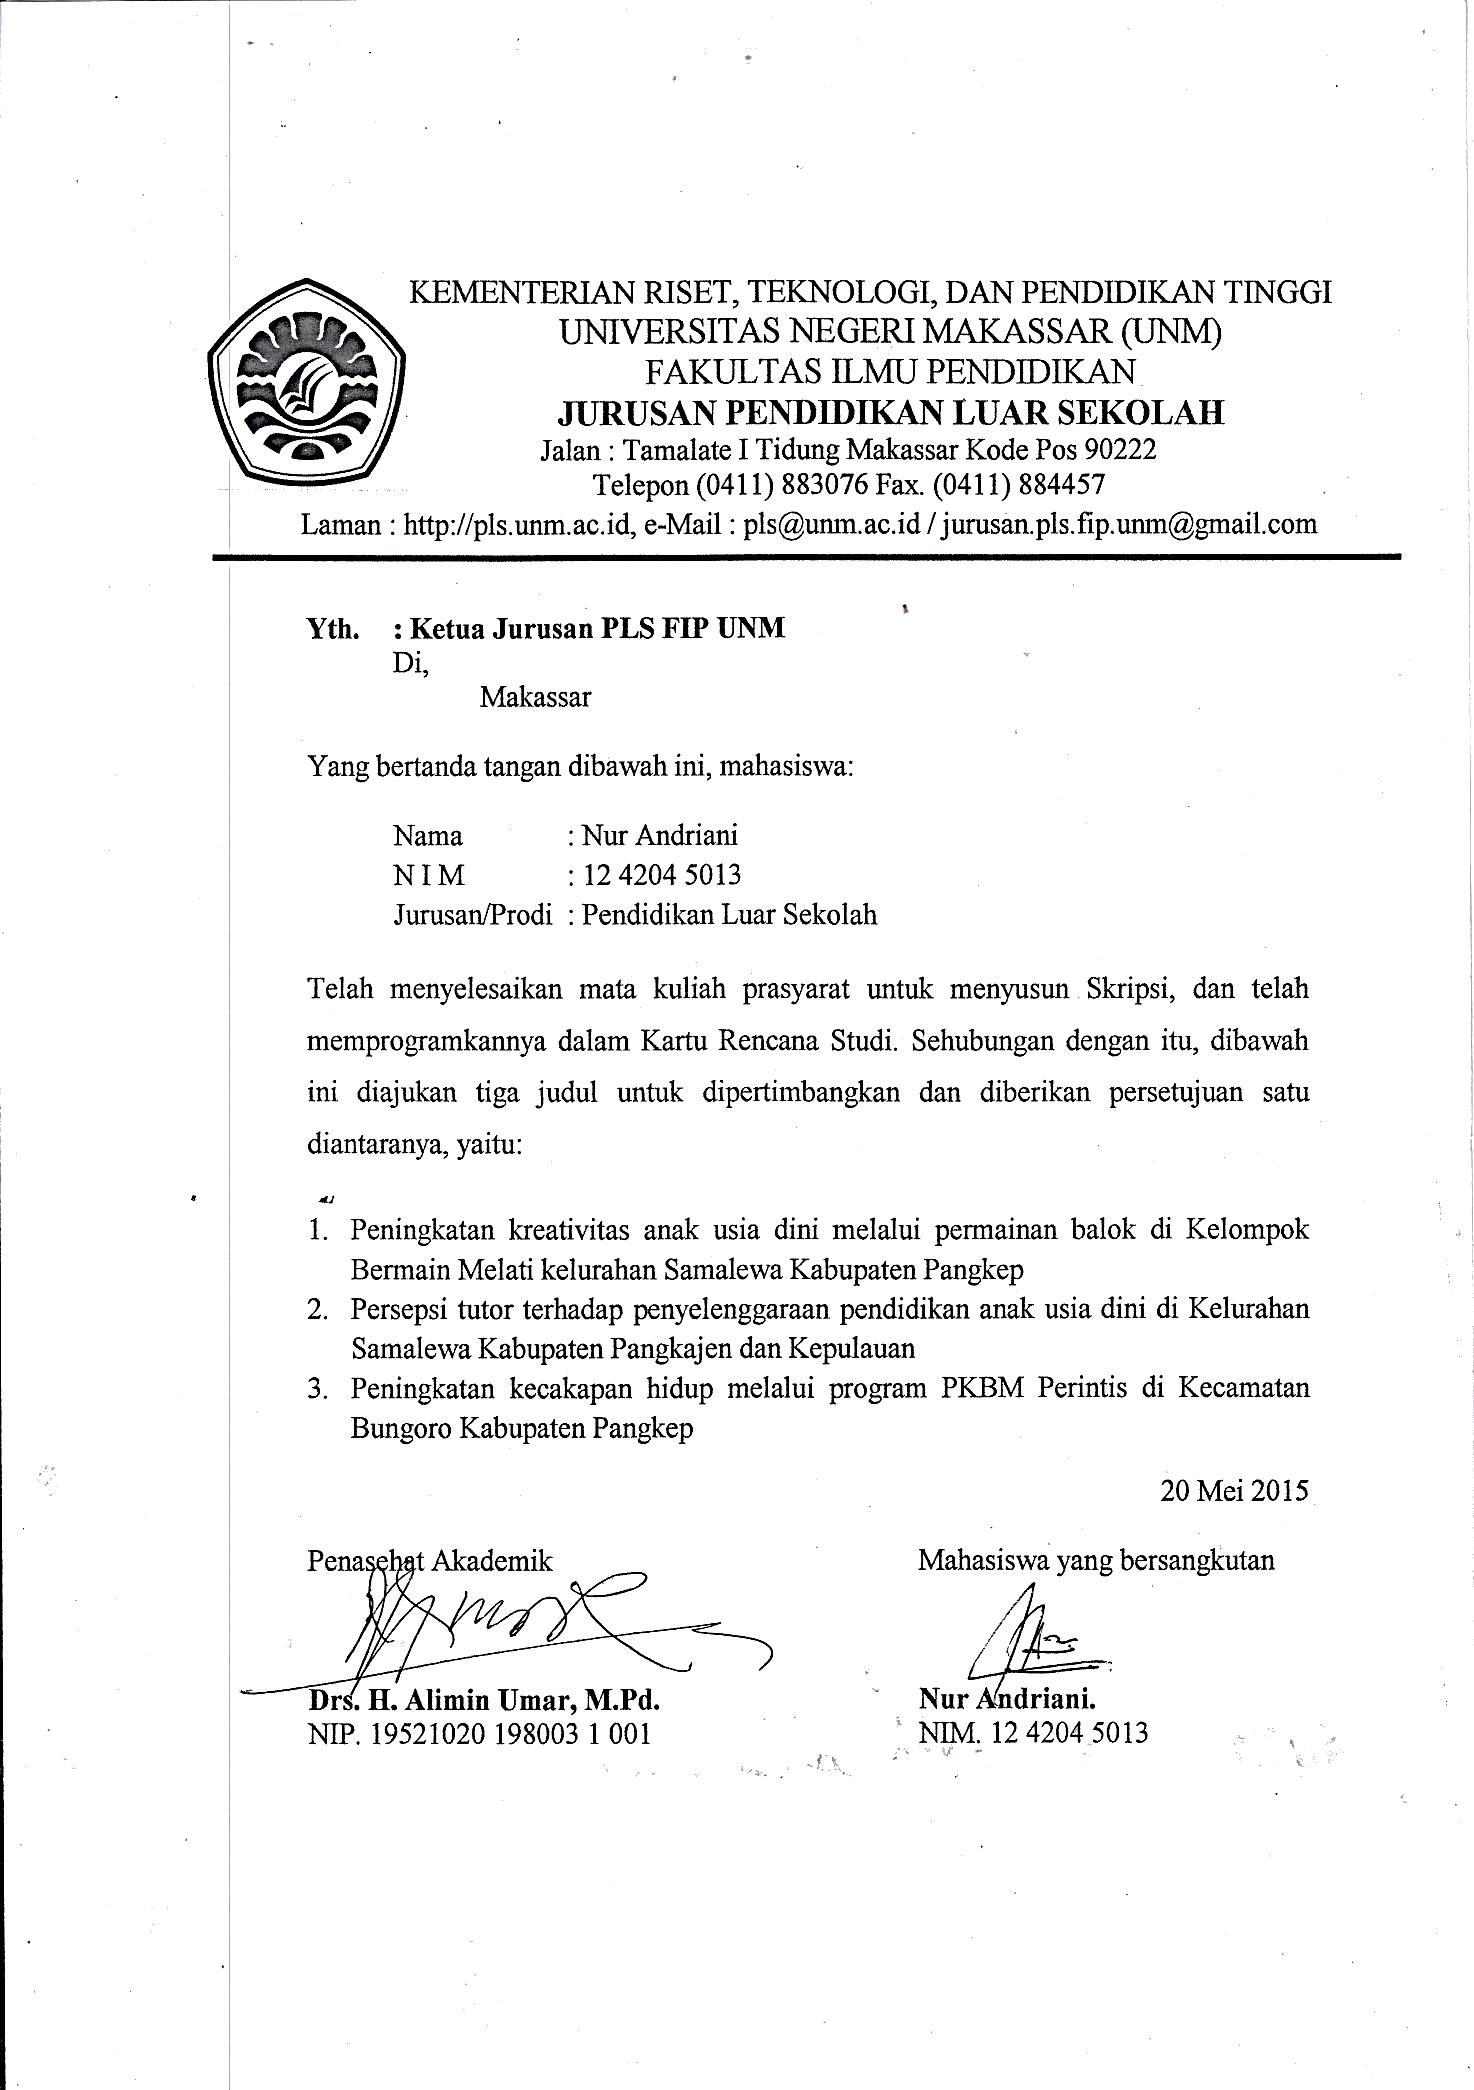 KEMENTERIAN RISET, TEKNOLOGI, DAN PENDIDIKAN TINGGI
UNIVERSITAS NEGERI MAKASSAR (UNM)
FAKULTAS ILMU PENDIDIKAN
JURUSAN PENDIDIKAN LUAR SEKOLAH
Jalan : Tamalate I Tidung Makassar Kode Pos 90222
Telepon (0411) 883076 Fax. (0411) 884457
Laman : http://pls.unm.ac.id, e-Mail : pls@unm.ac.id / jurusan.pls.fip.unm@gmail.com
Yth. : Ketua Jurusan PLS FIP UNM
Di,
Makassar
Yang bertanda tangan dibawah ini, mahasiswa:
Nama : Nur Andriani
N I M : 12 4204 5013
Jurusan/Prodi : Pendidikan Luar Sekolah
Telah menyelesaikan mata kuliah prasyarat untuk menyusun Skripsi, dan telah
memprogramkannya dalam Kartu Rencana Studi. Sehubungan dengan itu, dibawah
ini diajukan tiga judul untuk dipertimbangkan dan diberikan persetujuan satu
diantaranya, yaitu:
1. Peningkatan kreativitas anak usia dini melalui permainan balok di Kelompok
Bermain Melati kelurahan Samalewa Kabupaten Pangkep
2. Persepsi tutor terhadap penyelenggaraan pendidikan anak usia dini di Kelurahan
Samalewa Kabupaten Pangkajen dan Kepulauan
3. Peningkatan kecakapan hidup melalui program PKBM Perintis di Kecamatan
Bungoro Kabupaten Pangkep
20 Mei 2015
Penasehat Akademik Mahasiswa yang bersangkutan
Drs. H. Alimin Umar, M.Pd. Nur Andriani.
NIP. 19521020 198003 1 001 NIM. 12 4204 5013